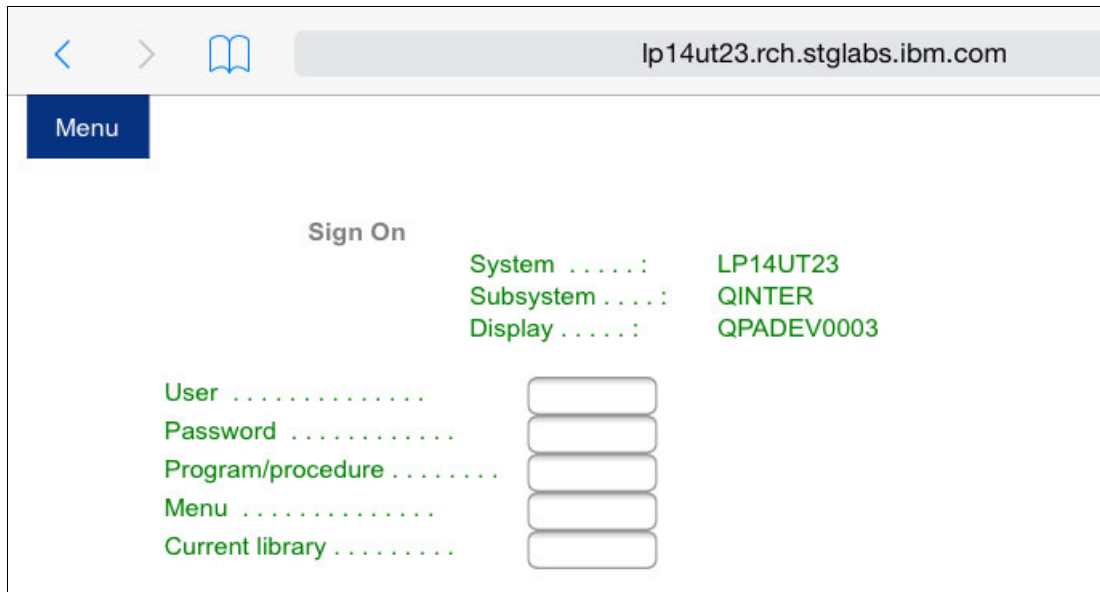 lp14ut23.rch.stglabs.ibm.com
Menu
Sign On
System . . . . . : LP14UT23
Subsystem . . . . : QINTER
Display . . . . . : QPADEV0003
User . . . . . . . . . . . . . .
Password . . . . . . . . . . . .
Program/procedure . . . . . . . .
Menu . . . . . . . . . . . . . .
Current library . . . . . . . . .